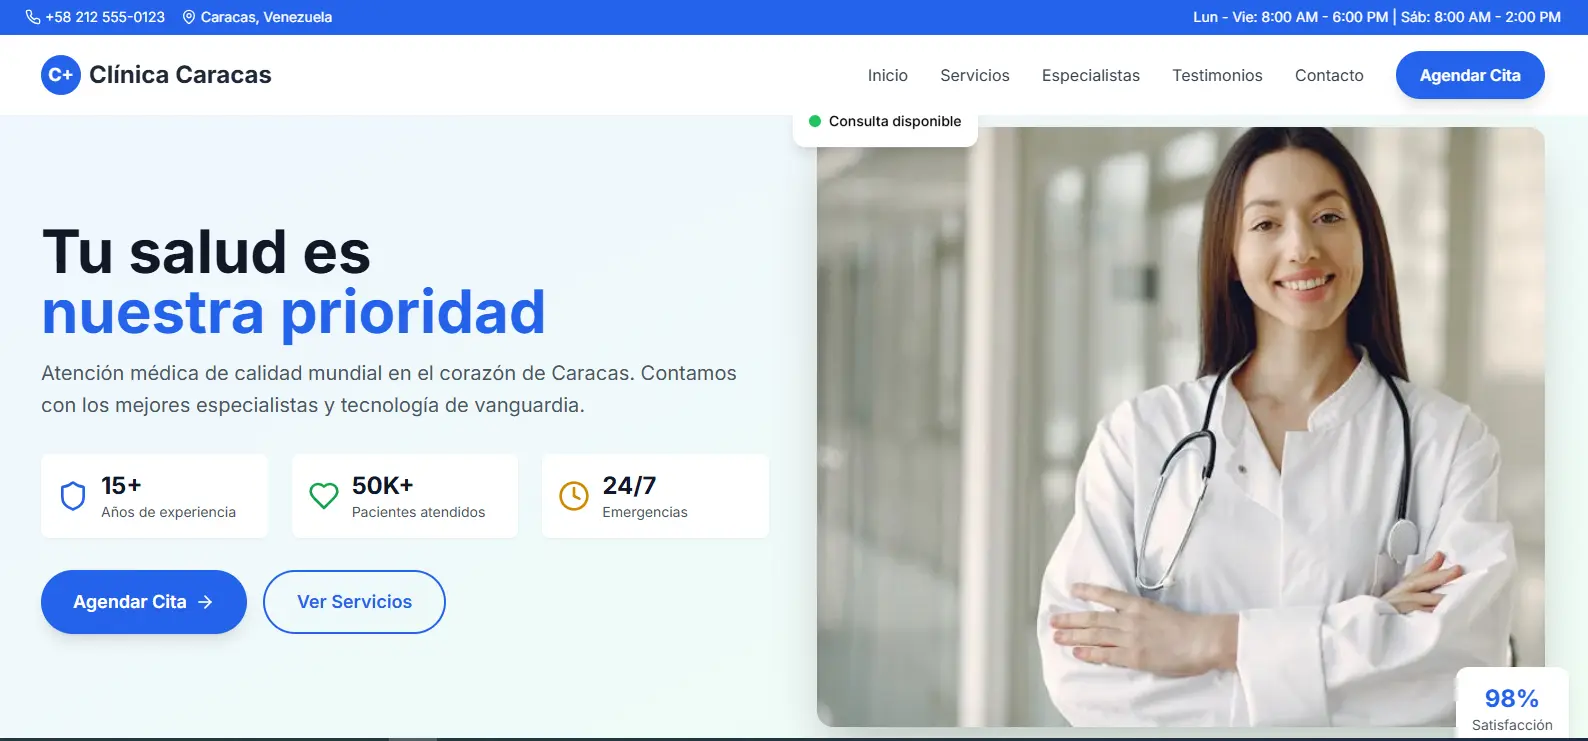 +58 212 555-0123
Caracas, Venezuela
Lun - Vie: 8:00 AM - 6:00 PM | Sáb: 8:00 AM - 2:00 PM
C+ Clínica Caracas
Inicio
Servicios
Especialistas
Testimonios
Contacto
Agendar Cita
Consulta disponible
Tu salud es
nuestra prioridad
Atención médica de calidad mundial en el corazón de Caracas. Contamos
con los mejores especialistas y tecnología de vanguardia.
15+
Años de experiencia
50K+
Pacientes atendidos
24/7
Emergencias
Agendar Cita →
Ver Servicios
98%
Satisfacción